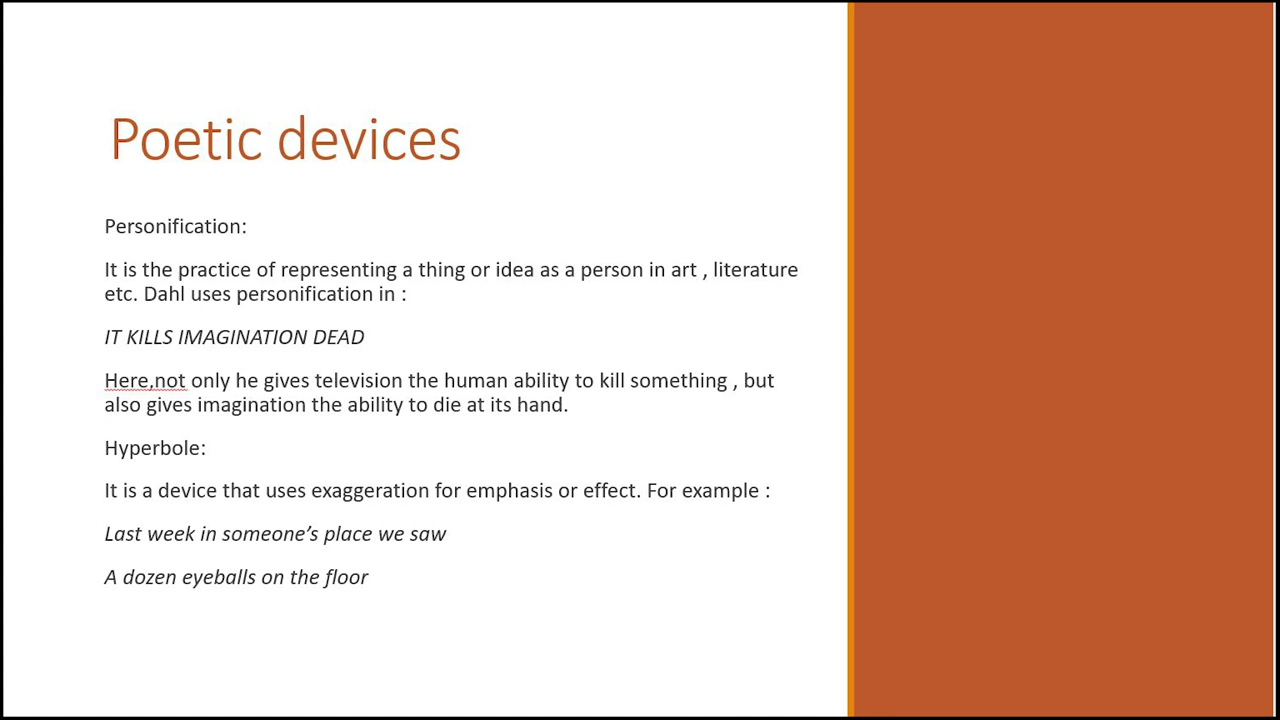 Poetic devices
Personification:
It is the practice of representing a thing or idea as a person in art , literature
etc. Dahl uses personification in :
IT KILLS IMAGINATION DEAD
Here,not only he gives television the human ability to kill something , but
also gives imagination the ability to die at its hand.
Hyperbole:
It is a device that uses exaggeration for emphasis or effect. For example :
Last week in someone’s place we saw
A dozen eyeballs on the floor